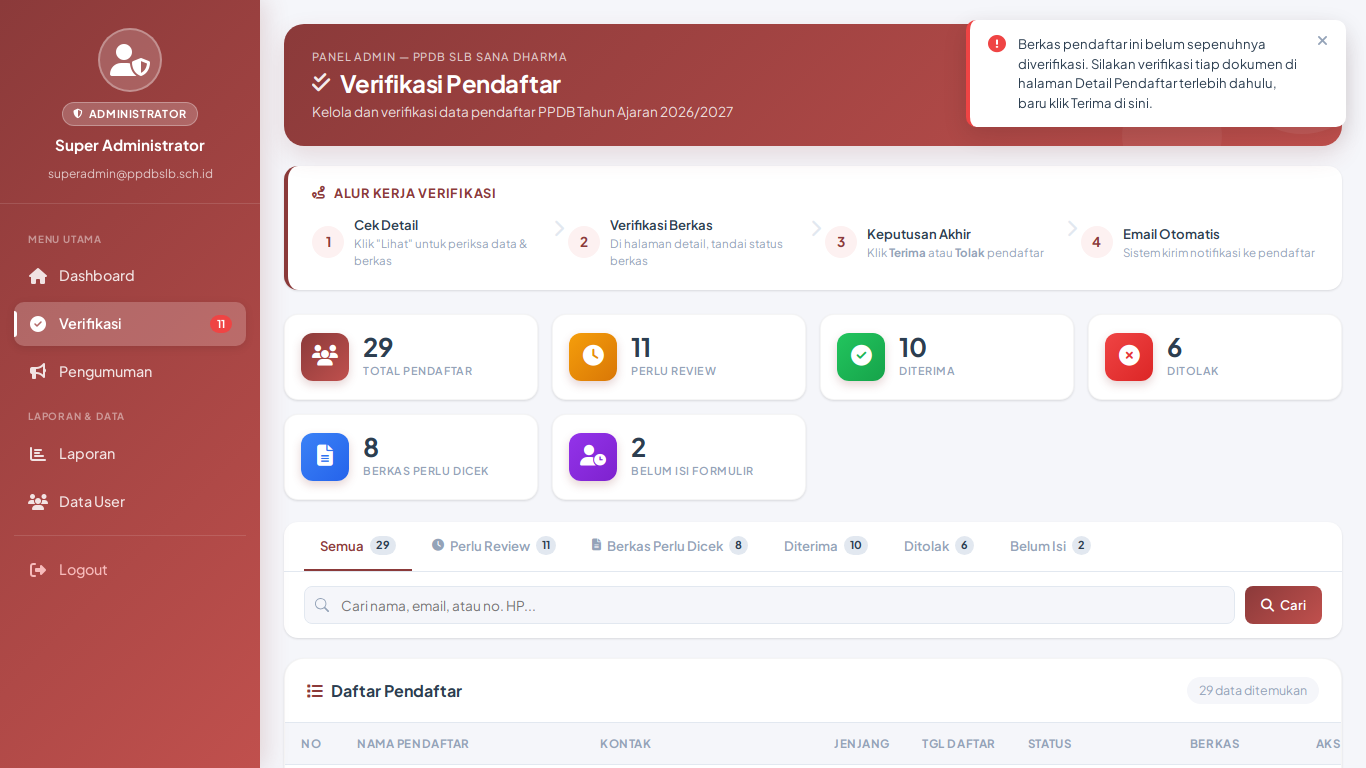 ADMINISTRATOR
Super Administrator
superadmin@ppdbslb.sch.id
MENU UTAMA
Dashboard
Verifikasi 11
Pengumuman
LAPORAN & DATA
Laporan
Data User
Logout
PANEL ADMIN — PPDB SLB SANA DHARMA
Verifikasi Pendaftar
Kelola dan verifikasi data pendaftar PPDB Tahun Ajaran 2026/2027
Berkas pendaftar ini belum sepenuhnya
diverifikasi. Silakan verifikasi tiap dokumen di
halaman Detail Pendaftar terlebih dahulu,
baru klik Terima di sini.
ALUR KERJA VERIFIKASI
1
Cek Detail
Klik "Lihat" untuk periksa data &
berkas
2
Verifikasi Berkas
Di halaman detail, tandai status
berkas
3
Keputusan Akhir
Klik Terima atau Tolak pendaftar
4
Email Otomatis
Sistem kirim notifikasi ke pendaftar
29
TOTAL PENDAFTAR
11
PERLU REVIEW
10
DITERIMA
6
DITOLAK
8
BERKAS PERLU DICEK
2
BELUM ISI FORMULIR
Semua 29 Perlu Review 11 Berkas Perlu Dicek 8 Diterima 10 Ditolak 6 Belum Isi 2
Cari nama, email, atau no. HP...
Cari
Daftar Pendaftar
29 data ditemukan
NO NAMA PENDAFTAR KONTAK JENJANG TGL DAFTAR STATUS BERKAS AKS